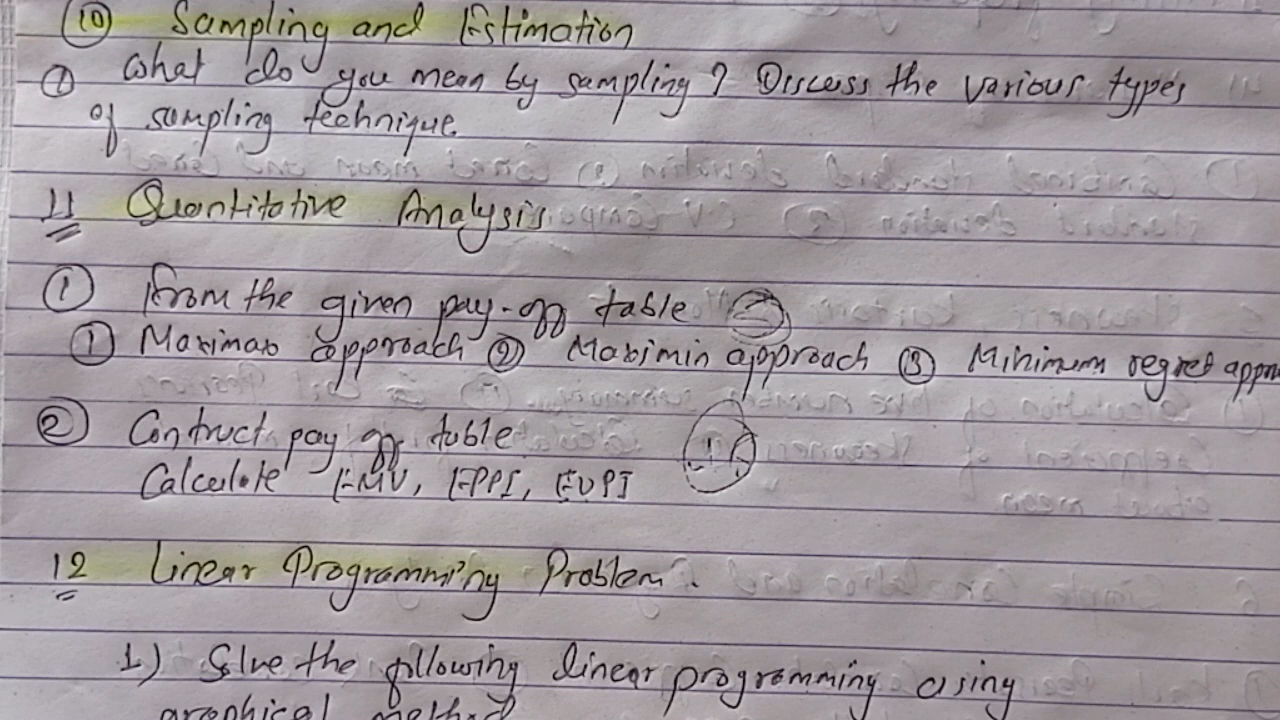 10 Sampling and Estimation
① What do you mean by sampling? Discuss the various types
of sampling technique.
11 Quantitative Analysis
① From the given pay-off table
① Maximax approach ② Maximin approach ③ Minimum regret appro
② Contruct pay off table
Calculate EMV, EPPI, EVPI
12 Linear Programming Problem.
1) Solve the following linear programming using
graphical method